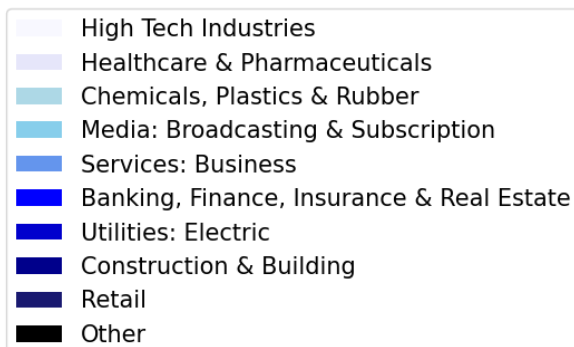 High Tech Industries
Healthcare & Pharmaceuticals
Chemicals, Plastics & Rubber
Media: Broadcasting & Subscription
Services: Business
Banking, Finance, Insurance & Real Estate
Utilities: Electric
Construction & Building
Retail
Other